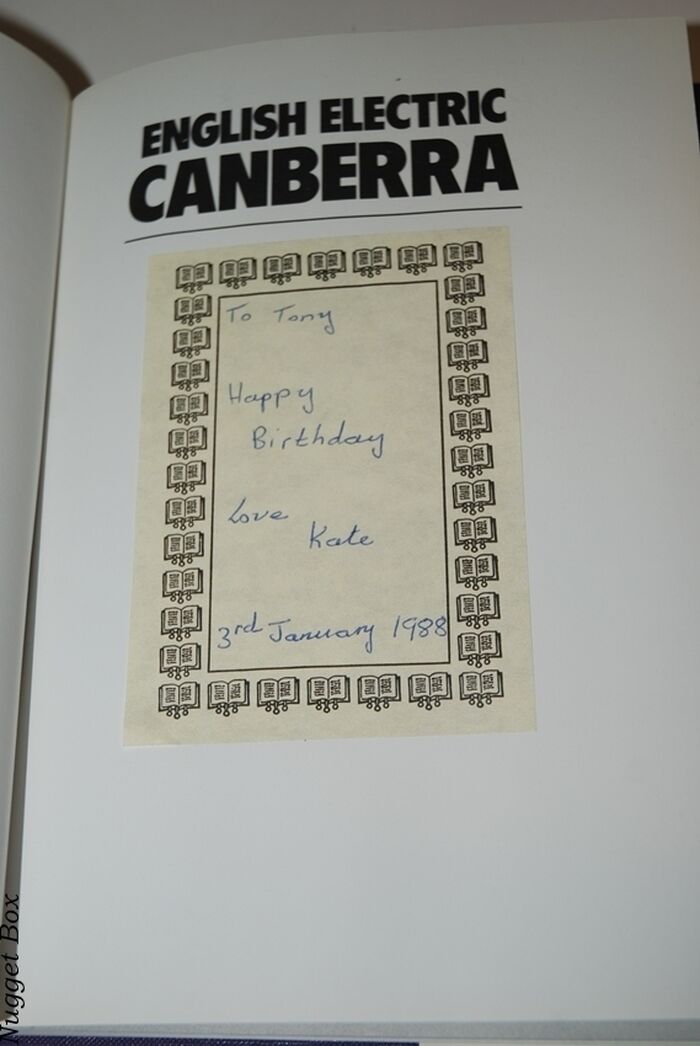 ENGLISH ELECTRIC
CANBERRA
To Tony
Happy
Birthday
Love
Kate
3rd January 1988
Nugget Box